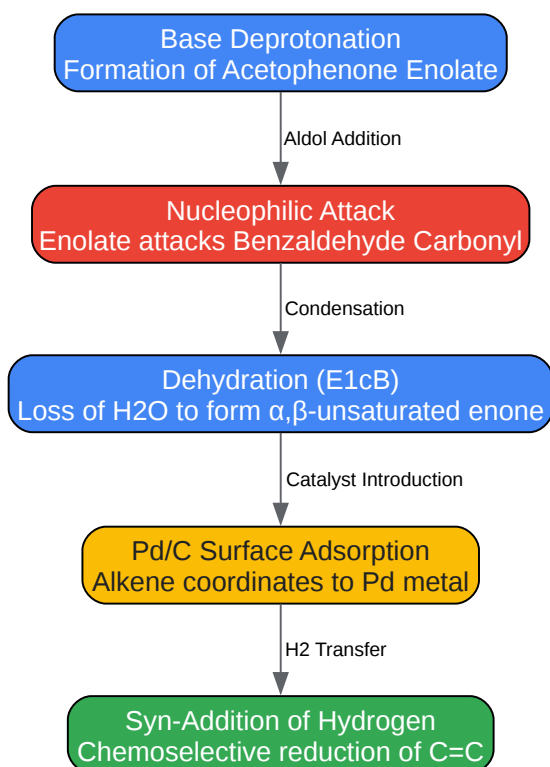 Base Deprotonation
Formation of Acetophenone Enolate
Aldol Addition
Nucleophilic Attack
Enolate attacks Benzaldehyde Carbonyl
Condensation
Dehydration (E1cB)
Loss of H2O to form α,β-unsaturated enone
Catalyst Introduction
Pd/C Surface Adsorption
Alkene coordinates to Pd metal
H2 Transfer
Syn-Addition of Hydrogen
Chemoselective reduction of C=C